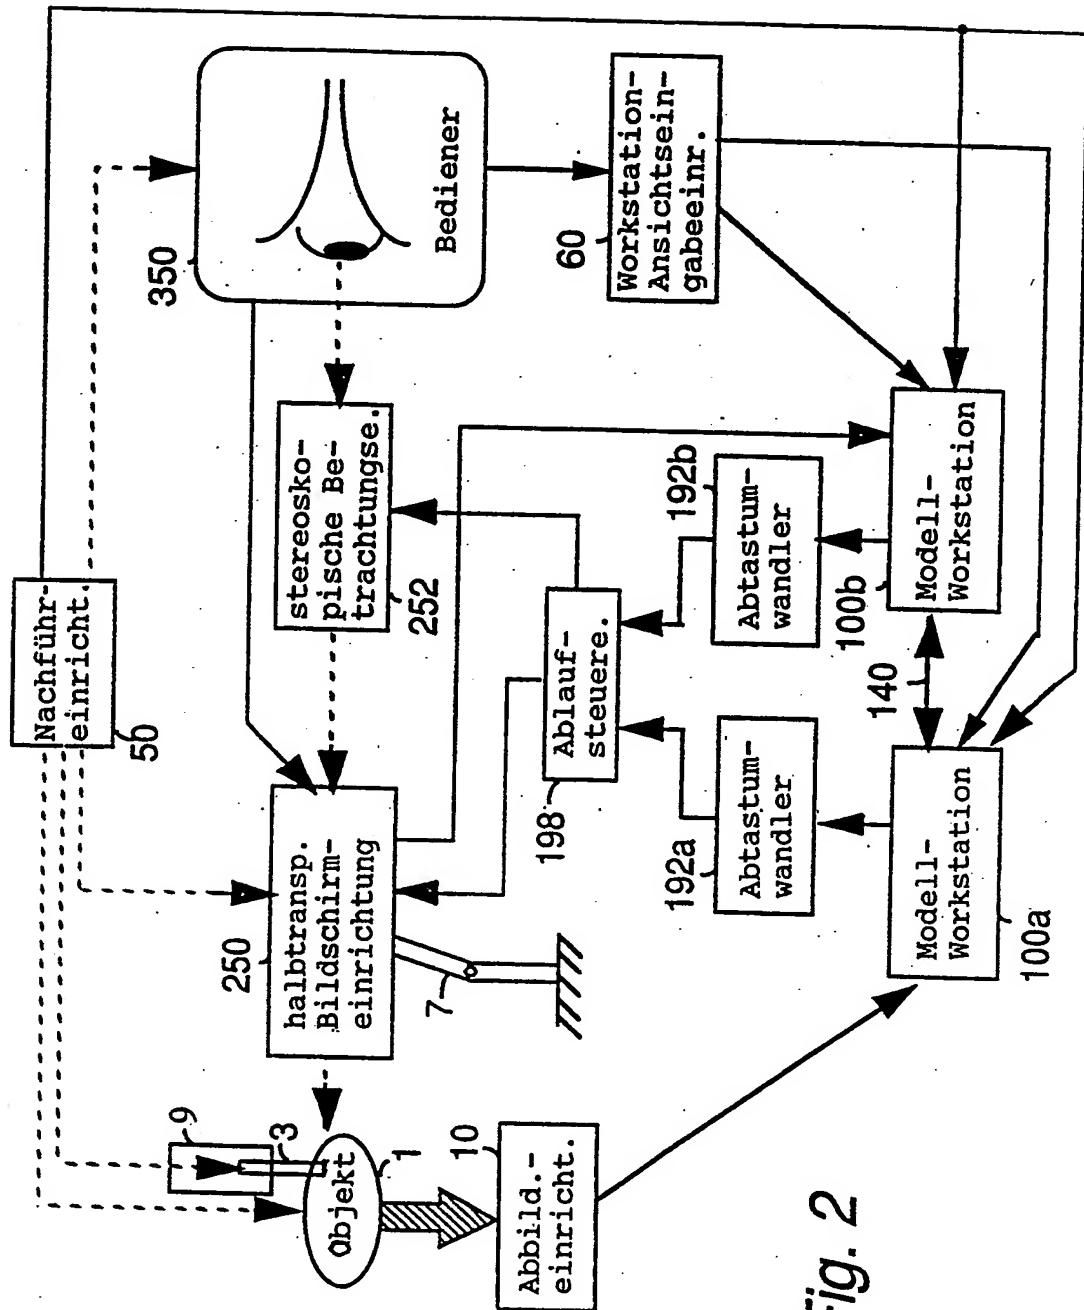 Nachführ-
einricht.
50
350
Bediener
stereosko-
pische Be-
trachtungse.
252
60
Workstation-
Ansichtsein-
gabeeinr.
250
halbtransp.
Bildschirm-
einrichtung
7
9
3
Objekt
1
10
Abbild.-
einricht.
198
Ablauf-
steuere.
192a
Abtastum-
wandler
192b
Abtastum-
wandler
100a
Modell-
Workstation
140
100b
Modell-
Workstation
Fig. 2